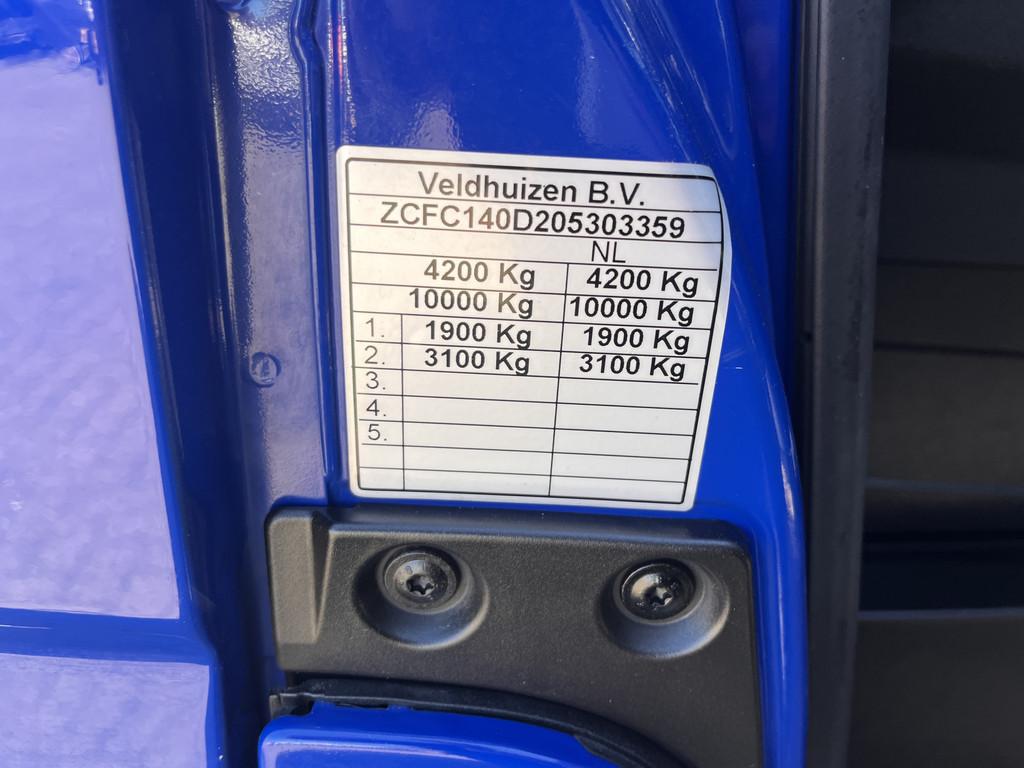 Veldhuizen B.V.
ZCFC140D205303359
NL
4200 Kg 4200 Kg
10000 Kg 10000 Kg
1. 1900 Kg 1900 Kg
2. 3100 Kg 3100 Kg
3.
4.
5.